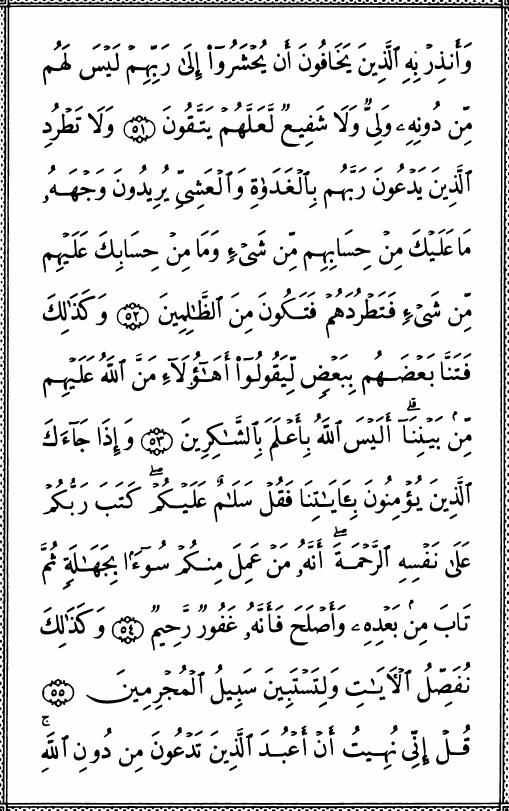 وَأَنذِرْ بِهِ ٱلَّذِينَ يَخَافُونَ أَن يُحْشَرُوٓا۟ إِلَىٰ رَبِّهِمْ لَيْسَ لَهُم
مِّن دُونِهِۦ وَلِىٌّ وَلَا شَفِيعٌ لَّعَلَّهُمْ يَتَّقُونَ ﴿٥١﴾ وَلَا تَطْرُدِ
ٱلَّذِينَ يَدْعُونَ رَبَّهُم بِٱلْغَدَوٰةِ وَٱلْعَشِىِّ يُرِيدُونَ وَجْهَهُۥ
مَا عَلَيْكَ مِنْ حِسَابِهِم مِّن شَىْءٍ وَمَا مِنْ حِسَابِكَ عَلَيْهِم
مِّن شَىْءٍ فَتَطْرُدَهُمْ فَتَكُونَ مِنَ ٱلظَّـٰلِمِينَ ﴿٥٢﴾ وَكَذَٰلِكَ
فَتَنَّا بَعْضَهُم بِبَعْضٍ لِّيَقُولُوٓا۟ أَهَـٰٓؤُلَآءِ مَنَّ ٱللَّهُ عَلَيْهِم
مِّنۢ بَيْنِنَآ ۗ أَلَيْسَ ٱللَّهُ بِأَعْلَمَ بِٱلشَّـٰكِرِينَ ﴿٥٣﴾ وَإِذَا جَآءَكَ
ٱلَّذِينَ يُؤْمِنُونَ بِـَٔايَـٰتِنَا فَقُلْ سَلَـٰمٌ عَلَيْكُمْ ۖ كَتَبَ رَبُّكُمْ
عَلَىٰ نَفْسِهِ ٱلرَّحْمَةَ ۖ أَنَّهُۥ مَنْ عَمِلَ مِنكُمْ سُوٓءًۢا بِجَهَـٰلَةٍ ثُمَّ
تَابَ مِنۢ بَعْدِهِۦ وَأَصْلَحَ فَأَنَّهُۥ غَفُورٌ رَّحِيمٌ ﴿٥٤﴾ وَكَذَٰلِكَ
نُفَصِّلُ ٱلْـَٔايَـٰتِ وَلِتَسْتَبِينَ سَبِيلُ ٱلْمُجْرِمِينَ ﴿٥٥﴾
قُلْ إِنِّى نُهِيتُ أَنْ أَعْبُدَ ٱلَّذِينَ تَدْعُونَ مِن دُونِ ٱللَّهِ ۚ